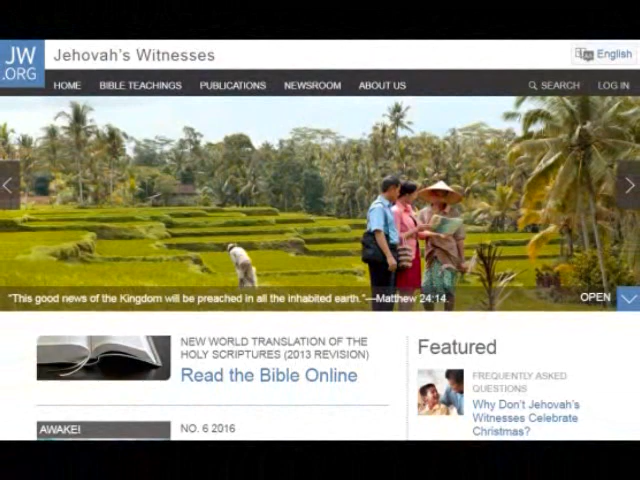 JW
.ORG
Jehovah's Witnesses
English
HOME BIBLE TEACHINGS PUBLICATIONS NEWSROOM ABOUT US SEARCH LOG IN
"This good news of the Kingdom will be preached in all the inhabited earth."—Matthew 24:14.
OPEN
NEW WORLD TRANSLATION OF THE
HOLY SCRIPTURES (2013 REVISION)
Read the Bible Online
AWAKE!
NO. 6 2016
Featured
FREQUENTLY ASKED
QUESTIONS
Why Don't Jehovah's
Witnesses Celebrate
Christmas?